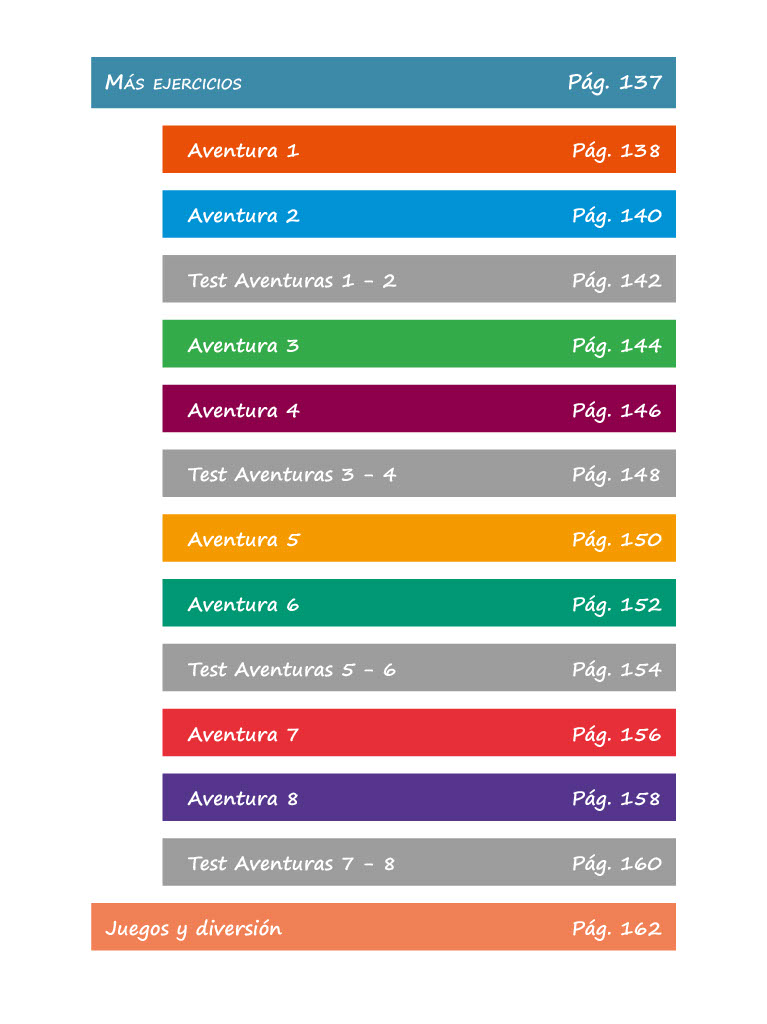 MÁS EJERCICIOS Pág. 137
Aventura 1 Pág. 138
Aventura 2 Pág. 140
Test Aventuras 1 - 2 Pág. 142
Aventura 3 Pág. 144
Aventura 4 Pág. 146
Test Aventuras 3 - 4 Pág. 148
Aventura 5 Pág. 150
Aventura 6 Pág. 152
Test Aventuras 5 - 6 Pág. 154
Aventura 7 Pág. 156
Aventura 8 Pág. 158
Test Aventuras 7 - 8 Pág. 160
Juegos y diversión Pág. 162